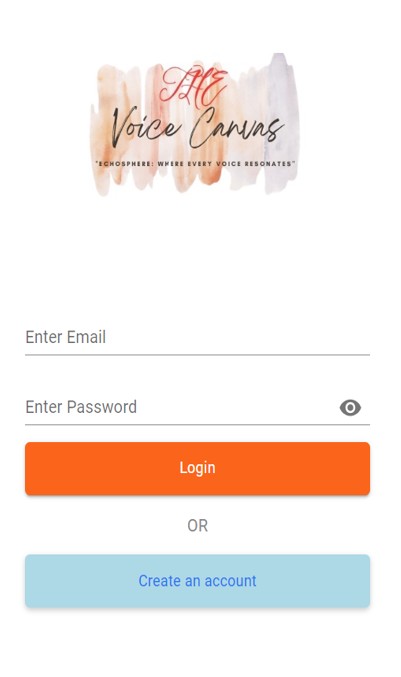 THE
Voice Canvas
"ECHOSPHERE: WHERE EVERY VOICE RESONATES"
Enter Email
Enter Password
Login
OR
Create an account